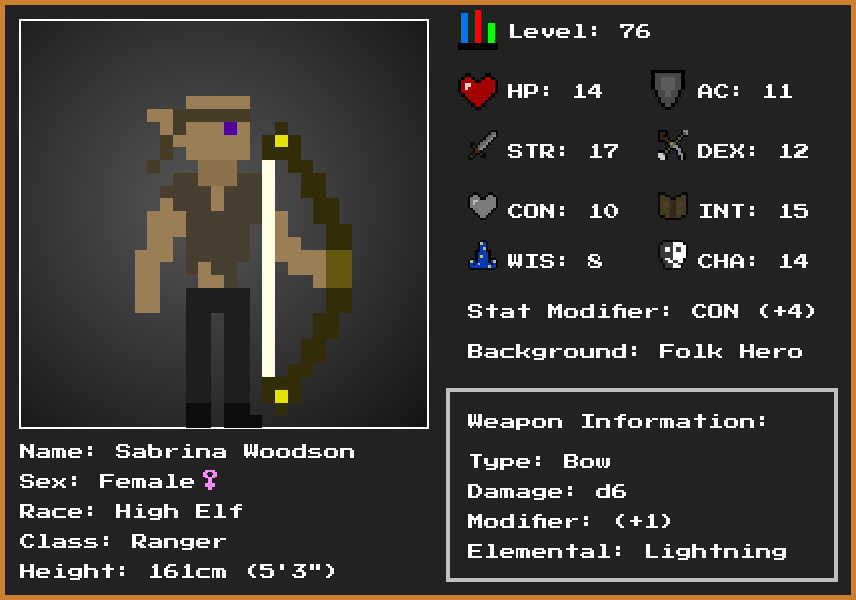 Level: 76
HP: 14
AC: 11
STR: 17
DEX: 12
CON: 10
INT: 15
WIS: 8
CHA: 14
Stat Modifier: CON (+4)
Background: Folk Hero
Weapon Information:
Type: Bow
Damage: d6
Modifier: (+1)
Elemental: Lightning
Name: Sabrina Woodson
Sex: Female♀
Race: High Elf
Class: Ranger
Height: 161cm (5'3")